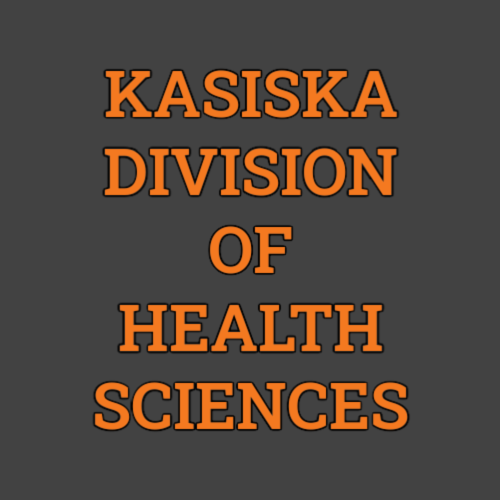 KASISKA
DIVISION
OF
HEALTH
SCIENCES